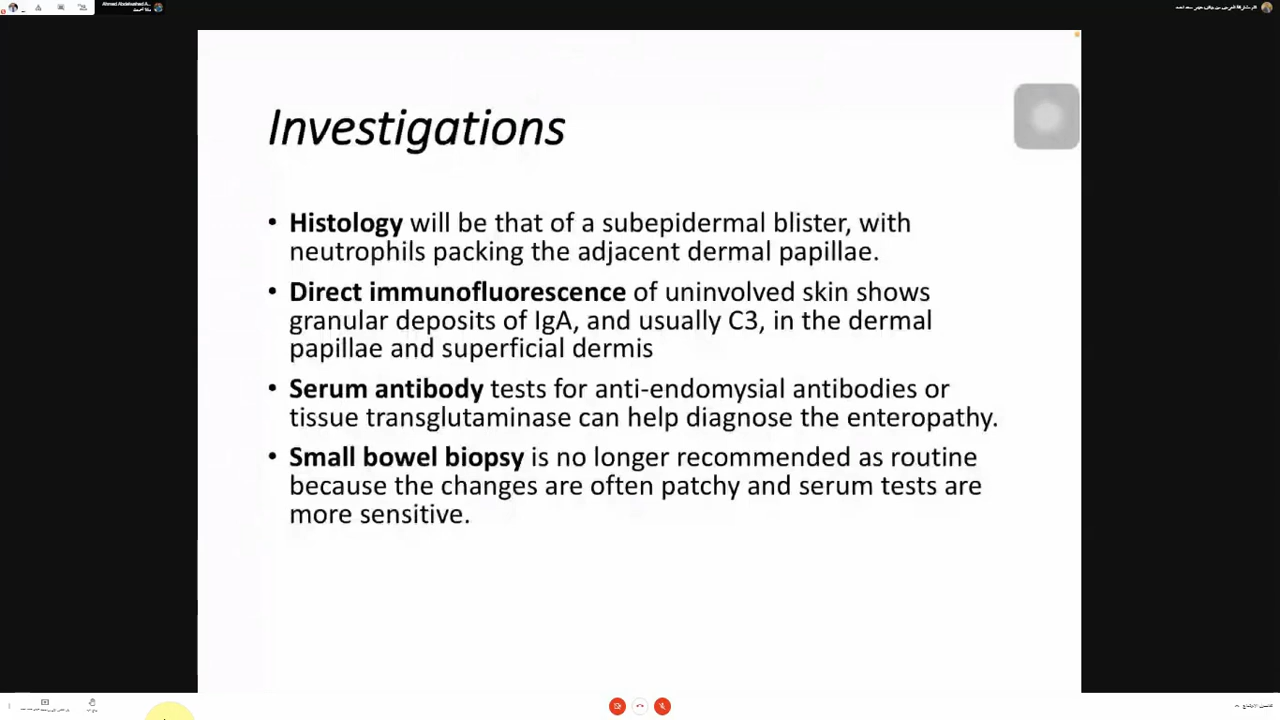 Ahmed Abdelwahed A...
Investigations
• Histology will be that of a subepidermal blister, with
neutrophils packing the adjacent dermal papillae.
• Direct immunofluorescence of uninvolved skin shows
granular deposits of IgA, and usually C3, in the dermal
papillae and superficial dermis
• Serum antibody tests for anti-endomysial antibodies or
tissue transglutaminase can help diagnose the enteropathy.
• Small bowel biopsy is no longer recommended as routine
because the changes are often patchy and serum tests are
more sensitive.